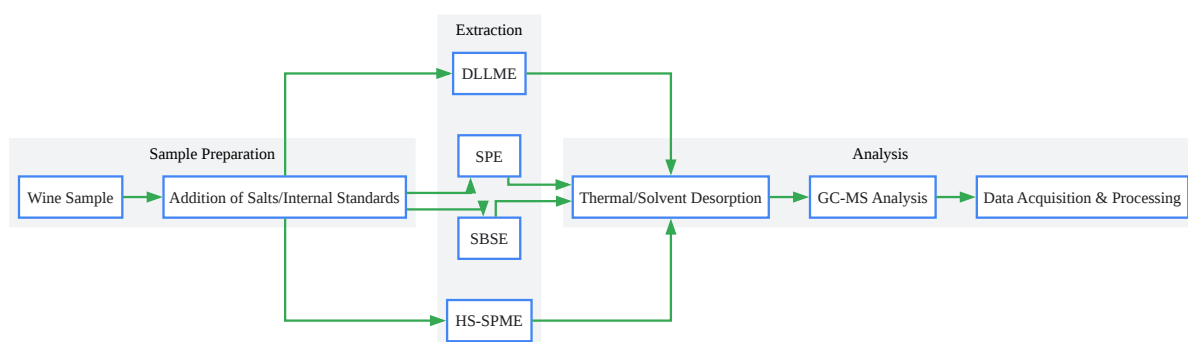 Extraction
DLLME
Sample Preparation
SPE
Analysis
Wine Sample
Addition of Salts/Internal Standards
Thermal/Solvent Desorption
GC-MS Analysis
Data Acquisition & Processing
SBSE
HS-SPME